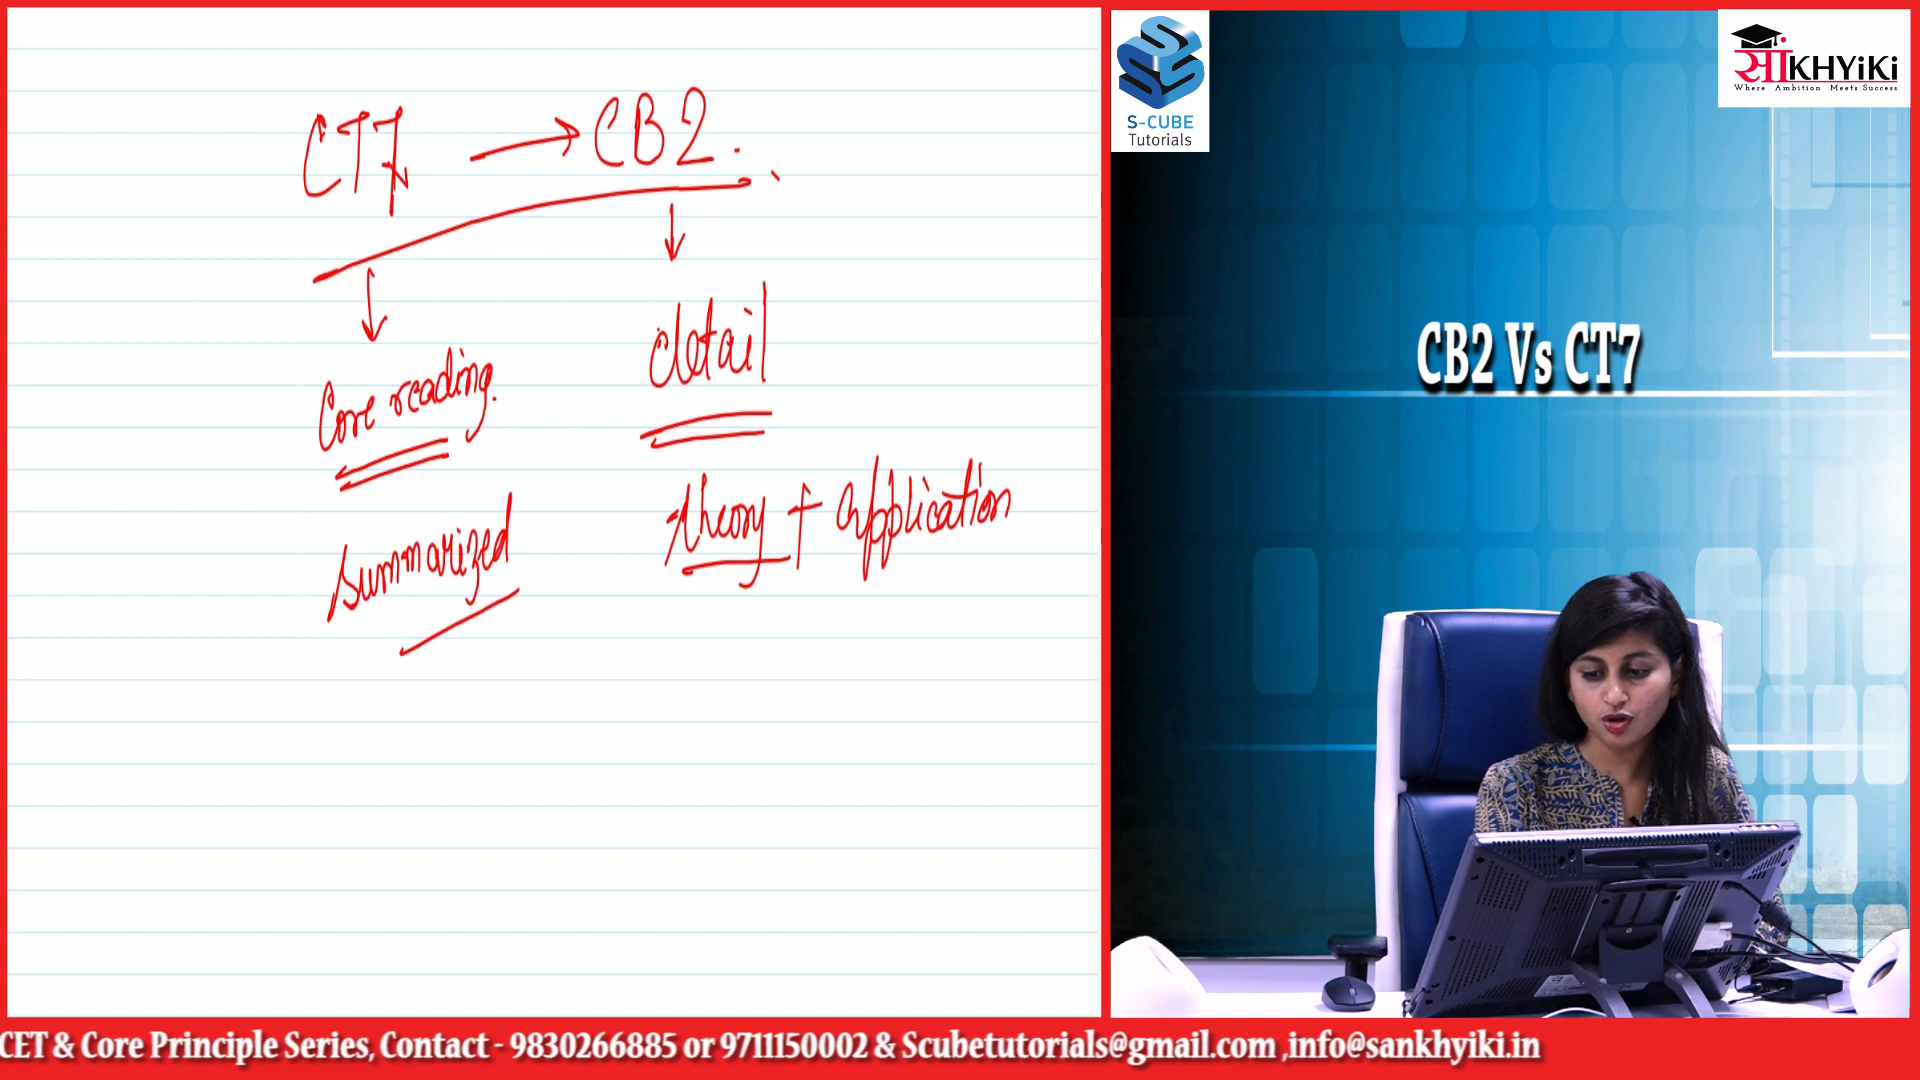 CT7 → CB2.
Core reading.
summarized
detail
theory + application
S-CUBE
Tutorials
सांKHYiKi
Where Ambition Meets Success
CB2 Vs CT7
CET & Core Principle Series, Contact - 9830266885 or 9711150002 & Scubetutorials@gmail.com ,info@sankhyiki.in